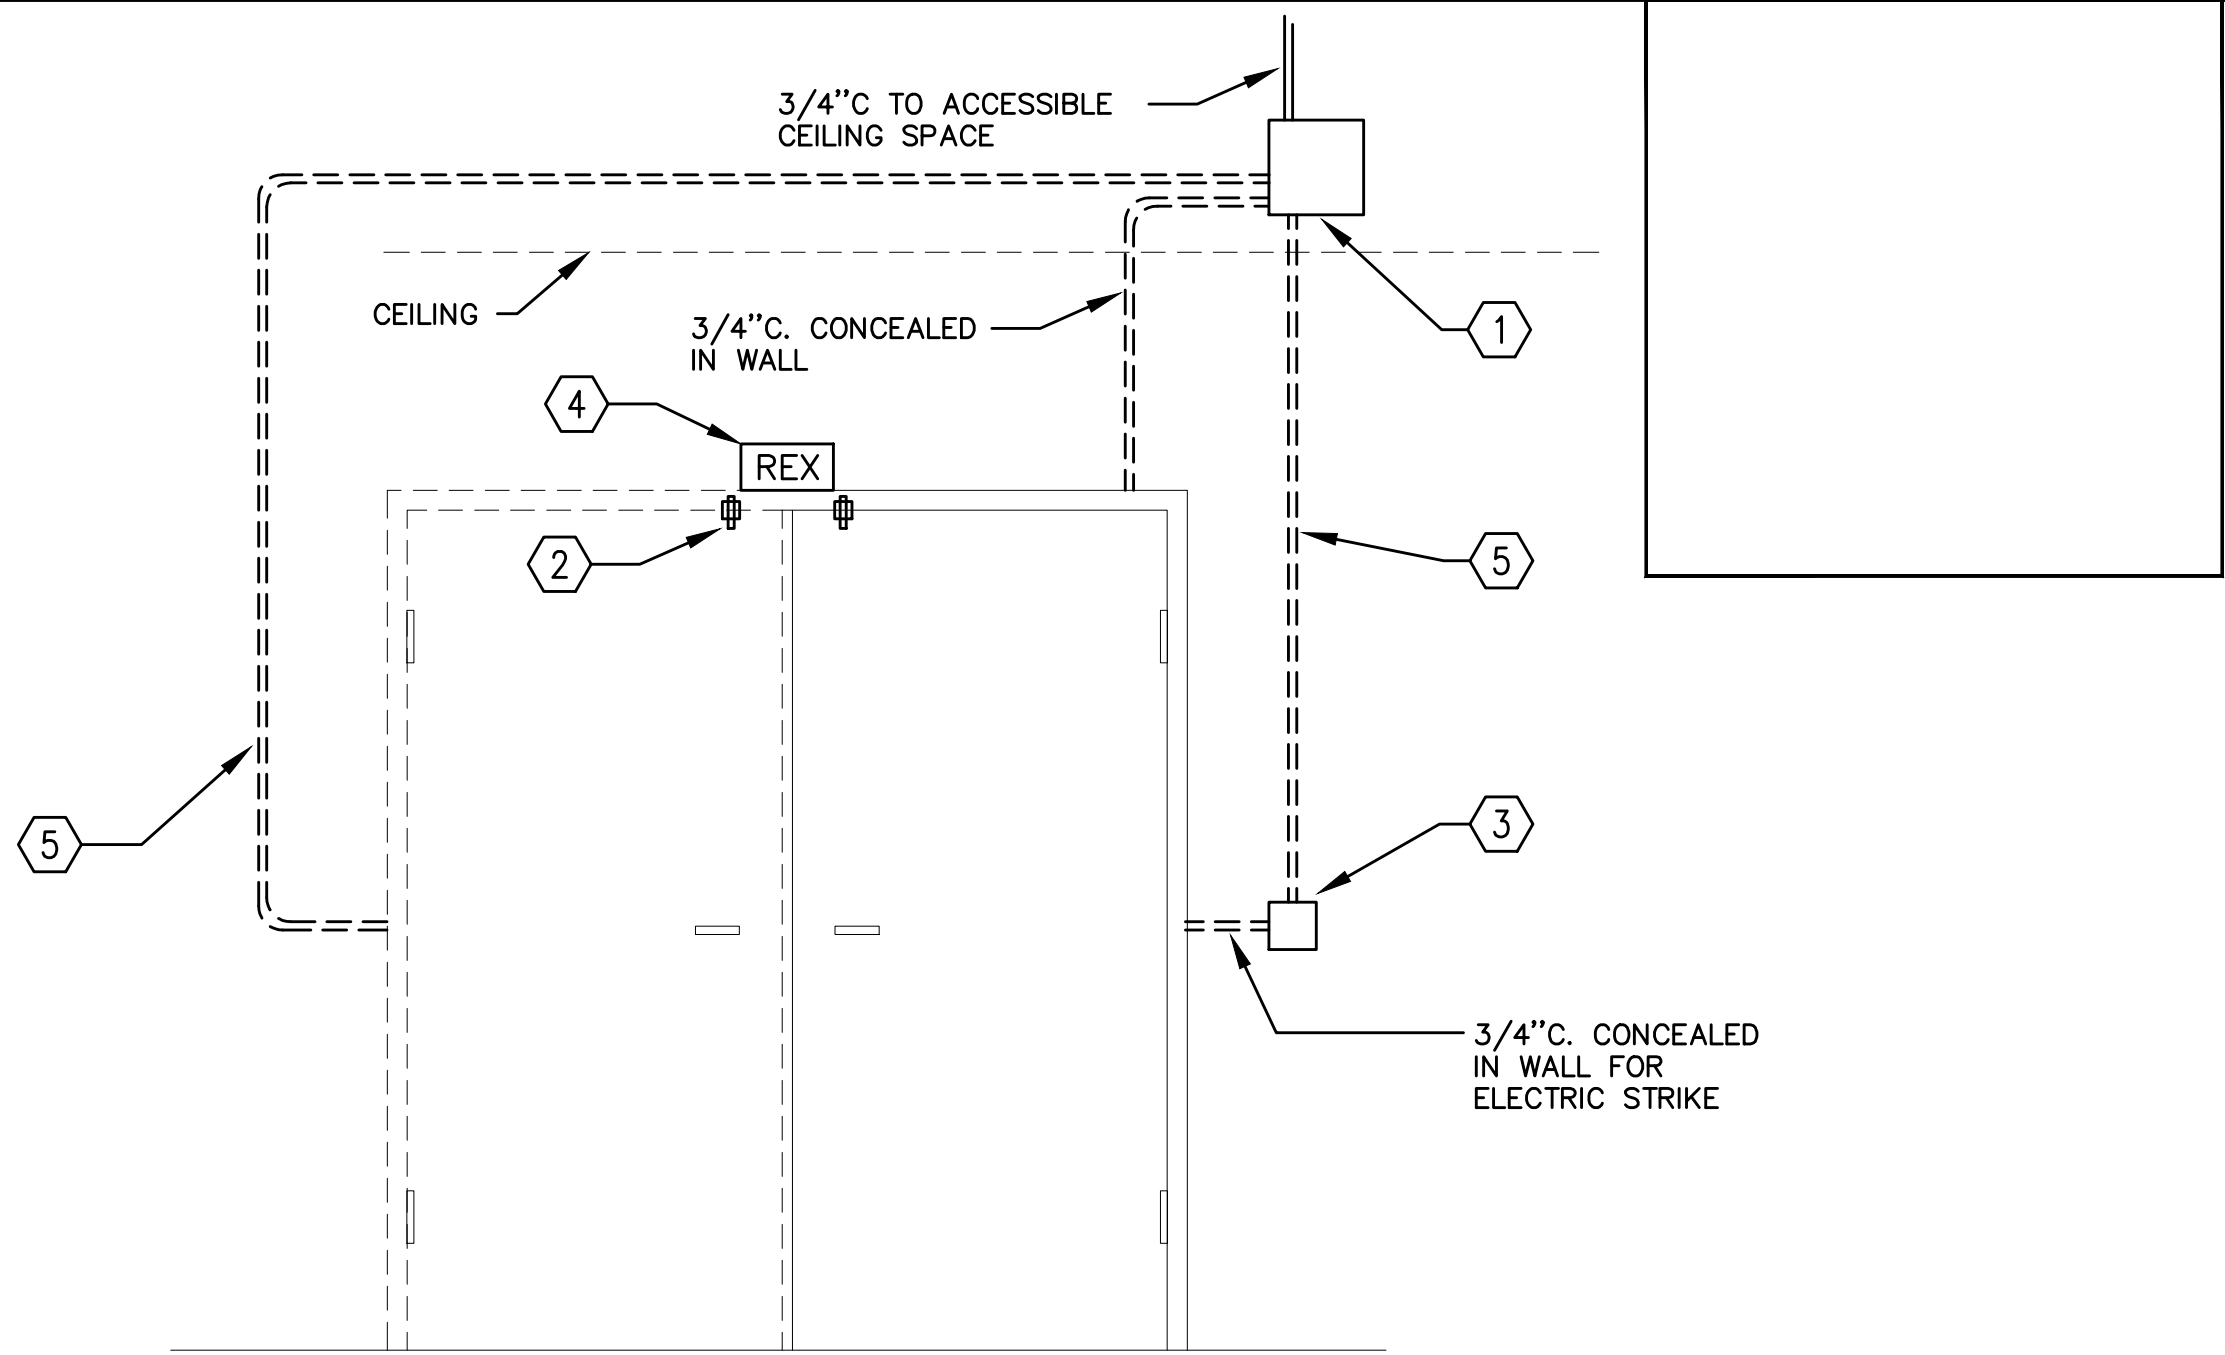 3/4"C TO ACCESSIBLE
CEILING SPACE
CEILING
3/4"C. CONCEALED
IN WALL
1
4
REX
2
5
3
5
3/4"C. CONCEALED
IN WALL FOR
ELECTRIC STRIKE